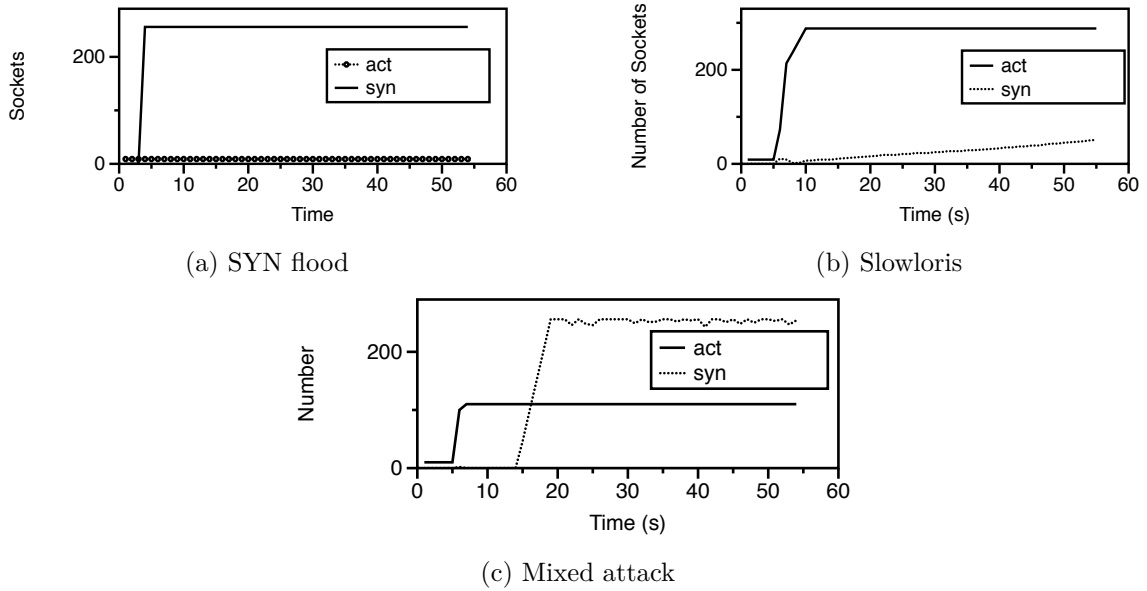 Sockets
200
0
act
syn
0 10 20 30 40 50 60
Time
(a) SYN flood
Number of Sockets
200
0
act
syn
0 10 20 30 40 50 60
Time (s)
(b) Slowloris
Number
200
0
act
syn
0 10 20 30 40 50 60
Time (s)
(c) Mixed attack